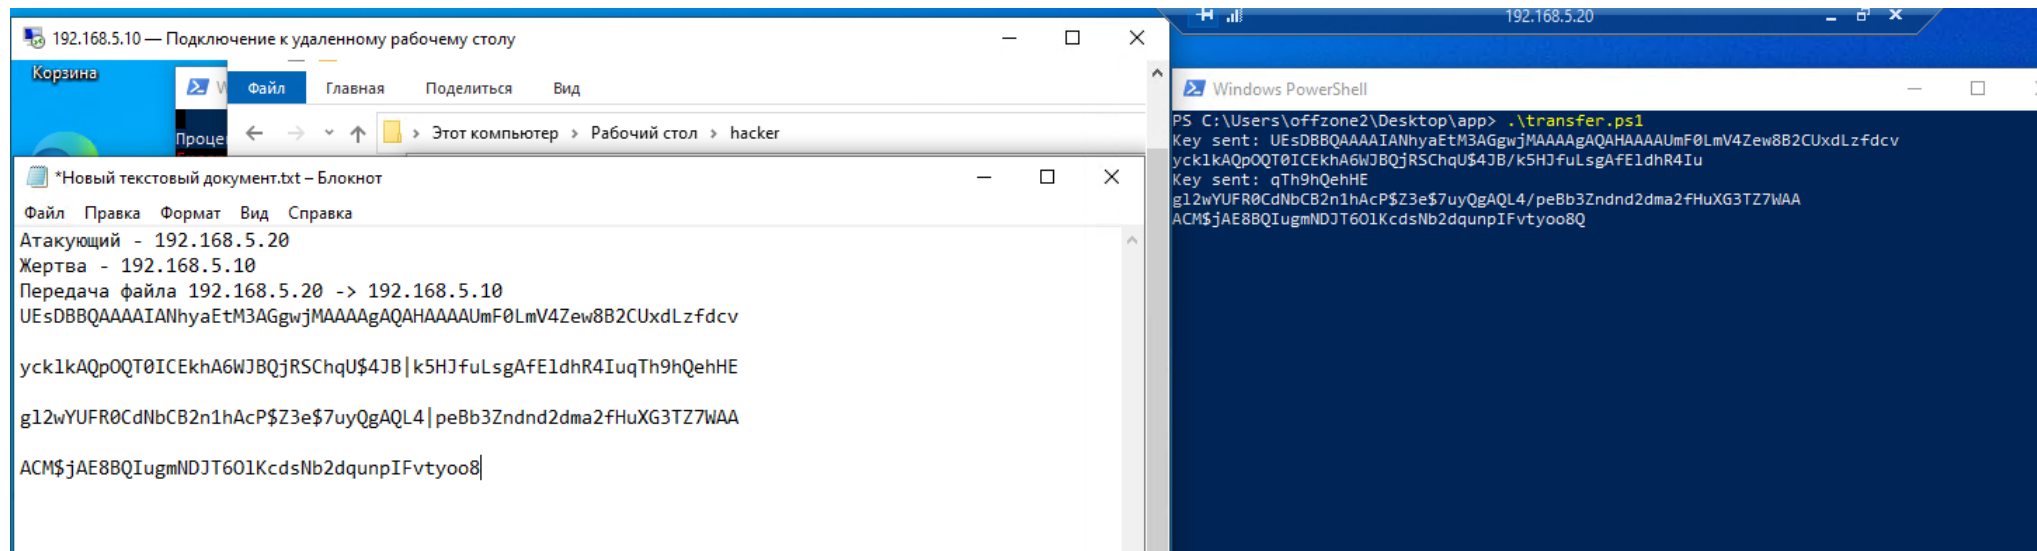 192.168.5.10 — Подключение к удаленному рабочему столу
Корзина
Файл Главная Поделиться Вид
Этот компьютер > Рабочий стол > hacker
*Новый текстовый документ.txt – Блокнот
Файл Правка Формат Вид Справка
Атакующий - 192.168.5.20
Жертва - 192.168.5.10
Передача файла 192.168.5.20 -> 192.168.5.10
UEsDBBQAAAAIANhyaEtM3AGgwjMAAAAgAQAHAAAAUmF0LmV4Zew8B2CUxdLzfdcv
ycklkAQpOQT0ICEkhA6WJBQjRSChqU$4JB|k5HJfuLsgAfEldhR4IuqTh9hQehHE
gl2wYUFR0CdNbCB2n1hAcP$Z3e$7uyQgAQL4|peBb3Zndnd2dma2fHuXG3TZ7WAA
ACM$jAE8BQIugmNDJT6OlKcdsNb2dqunpIFvtyoo8
192.168.5.20
Windows PowerShell
PS C:\Users\offzone2\Desktop\app> .\transfer.ps1
Key sent: UEsDBBQAAAAIANhyaEtM3AGgwjMAAAAgAQAHAAAAUmF0LmV4Zew8B2CUxdLzfdcv
ycklkAQpOQT0ICEkhA6WJBQjRSChqU$4JB/k5HJfuLsgAfEldhR4Iu
Key sent: qTh9hQehHE
gl2wYUFR0CdNbCB2n1hAcP$Z3e$7uyQgAQL4/peBb3Zndnd2dma2fHuXG3TZ7WAA
ACM$jAE8BQIugmNDJT6OlKcdsNb2dqunpIFvtyoo8Q